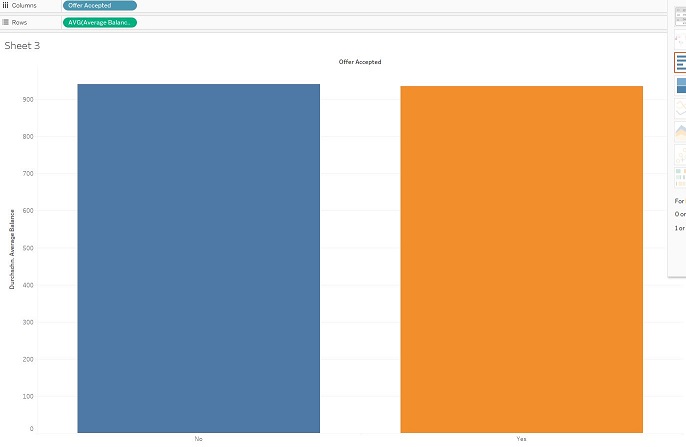 Columns
Offer Accepted
Rows
AVG(Average Balanc..
Sheet 3
Offer Accepted
900
800
700
600
500
400
300
200
100
0
Durchschn. Average Balance
No
Yes
For
0 or
1 or